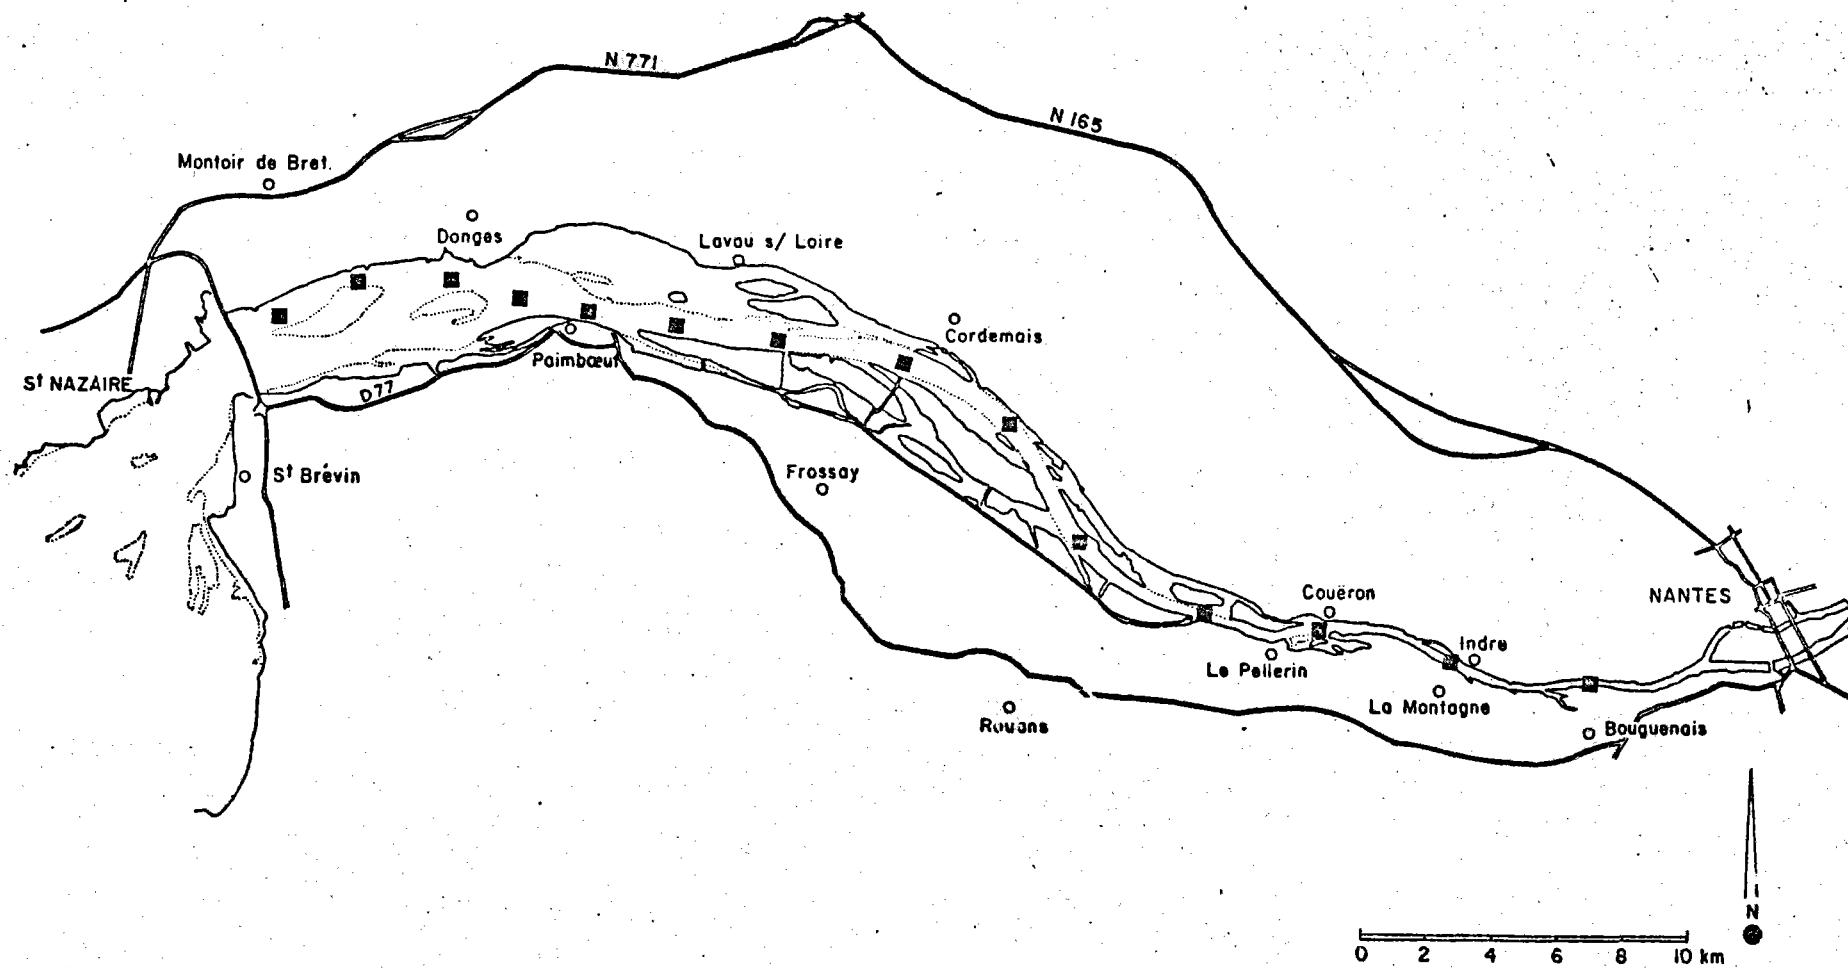 N 771
N 165
Montoir de Bret.
Donges
Lavau s/ Loire
Cordemais
Paimbœuf
St NAZAIRE
D77
St Brévin
Frossay
Couëron
NANTES
Indre
Le Pellerin
La Montagne
Rouans
Bouguenais
N
0 2 4 6 8 10 km